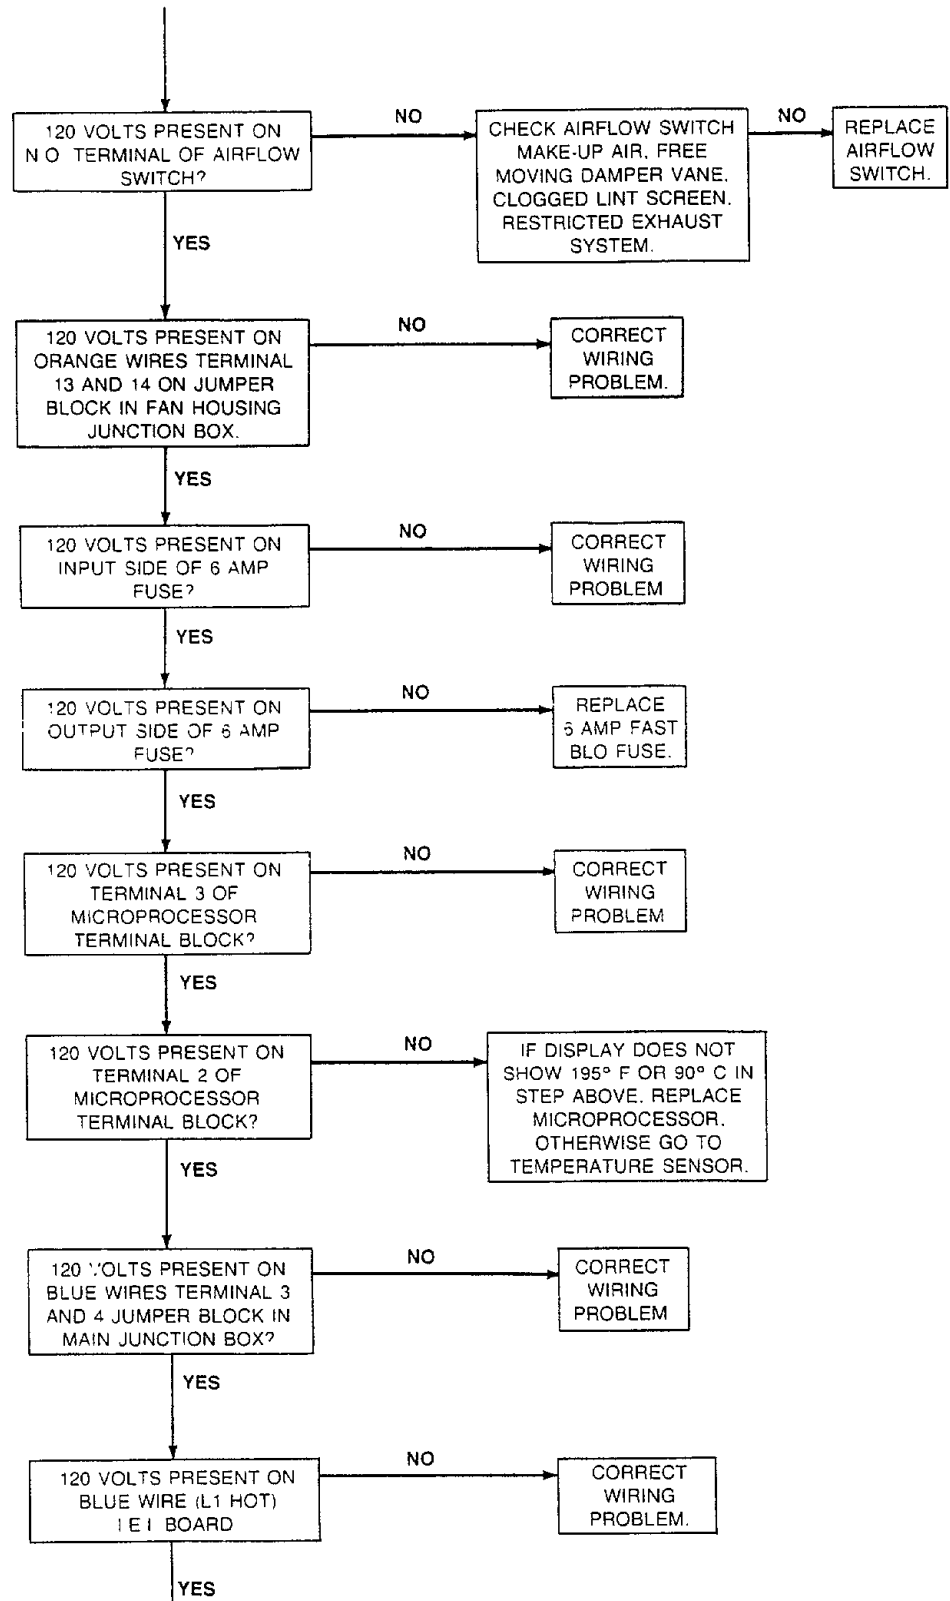 120 VOLTS PRESENT ON
N O TERMINAL OF AIRFLOW
SWITCH?
NO
CHECK AIRFLOW SWITCH
MAKE-UP AIR, FREE
MOVING DAMPER VANE,
CLOGGED LINT SCREEN.
RESTRICTED EXHAUST
SYSTEM.
NO
REPLACE
AIRFLOW
SWITCH.
YES
120 VOLTS PRESENT ON
ORANGE WIRES TERMINAL
13 AND 14 ON JUMPER
BLOCK IN FAN HOUSING
JUNCTION BOX.
NO
CORRECT
WIRING
PROBLEM.
YES
120 VOLTS PRESENT ON
INPUT SIDE OF 6 AMP
FUSE?
NO
CORRECT
WIRING
PROBLEM
YES
120 VOLTS PRESENT ON
OUTPUT SIDE OF 6 AMP
FUSE?
NO
REPLACE
6 AMP FAST
BLO FUSE.
YES
120 VOLTS PRESENT ON
TERMINAL 3 OF
MICROPROCESSOR
TERMINAL BLOCK?
NO
CORRECT
WIRING
PROBLEM
YES
120 VOLTS PRESENT ON
TERMINAL 2 OF
MICROPROCESSOR
TERMINAL BLOCK?
NO
IF DISPLAY DOES NOT
SHOW 195° F OR 90° C IN
STEP ABOVE, REPLACE
MICROPROCESSOR.
OTHERWISE GO TO
TEMPERATURE SENSOR.
YES
120 VOLTS PRESENT ON
BLUE WIRES TERMINAL 3
AND 4 JUMPER BLOCK IN
MAIN JUNCTION BOX?
NO
CORRECT
WIRING
PROBLEM
YES
120 VOLTS PRESENT ON
BLUE WIRE (L1 HOT)
I E I BOARD
NO
CORRECT
WIRING
PROBLEM.
YES